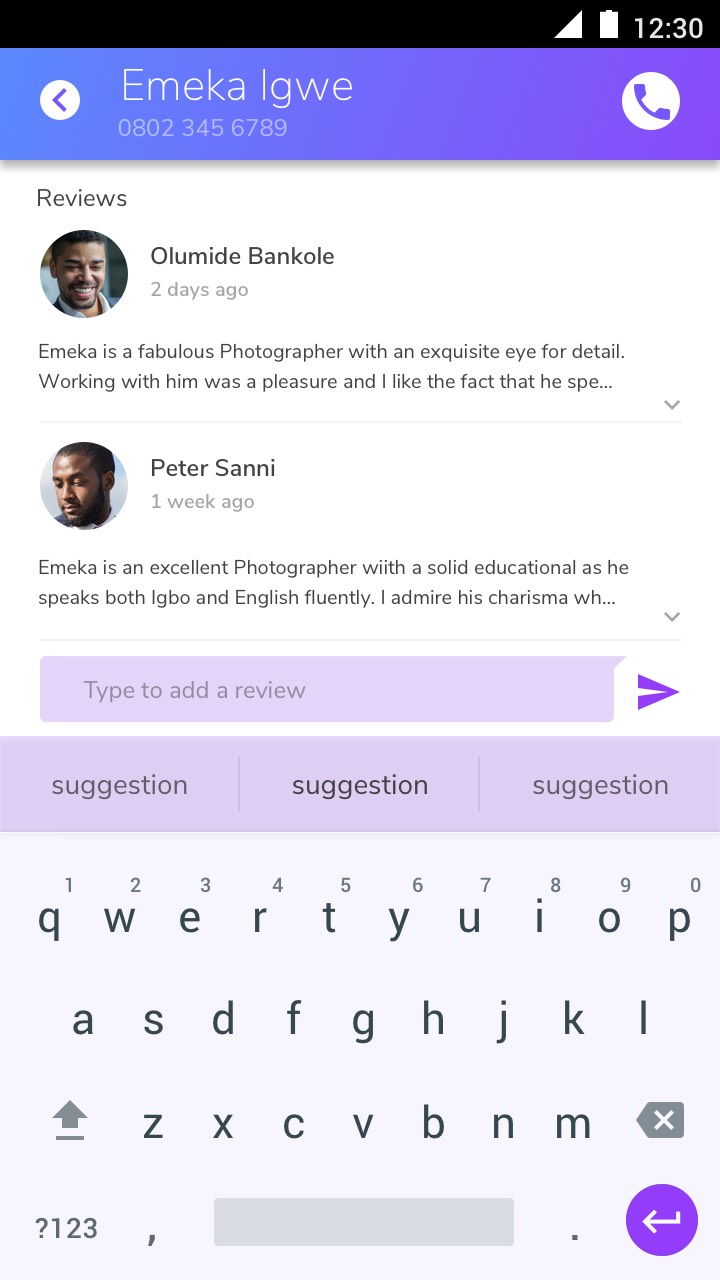 12:30
Emeka Igwe
0802 345 6789
Reviews
Olumide Bankole
2 days ago
Emeka is a fabulous Photographer with an exquisite eye for detail.
Working with him was a pleasure and I like the fact that he spe...
Peter Sanni
1 week ago
Emeka is an excellent Photographer wiith a solid educational as he
speaks both Igbo and English fluently. I admire his charisma wh...
Type to add a review
suggestion suggestion suggestion
1 2 3 4 5 6 7 8 9 0
q w e r t y u i o p
a s d f g h j k l
z x c v b n m
?123 , .